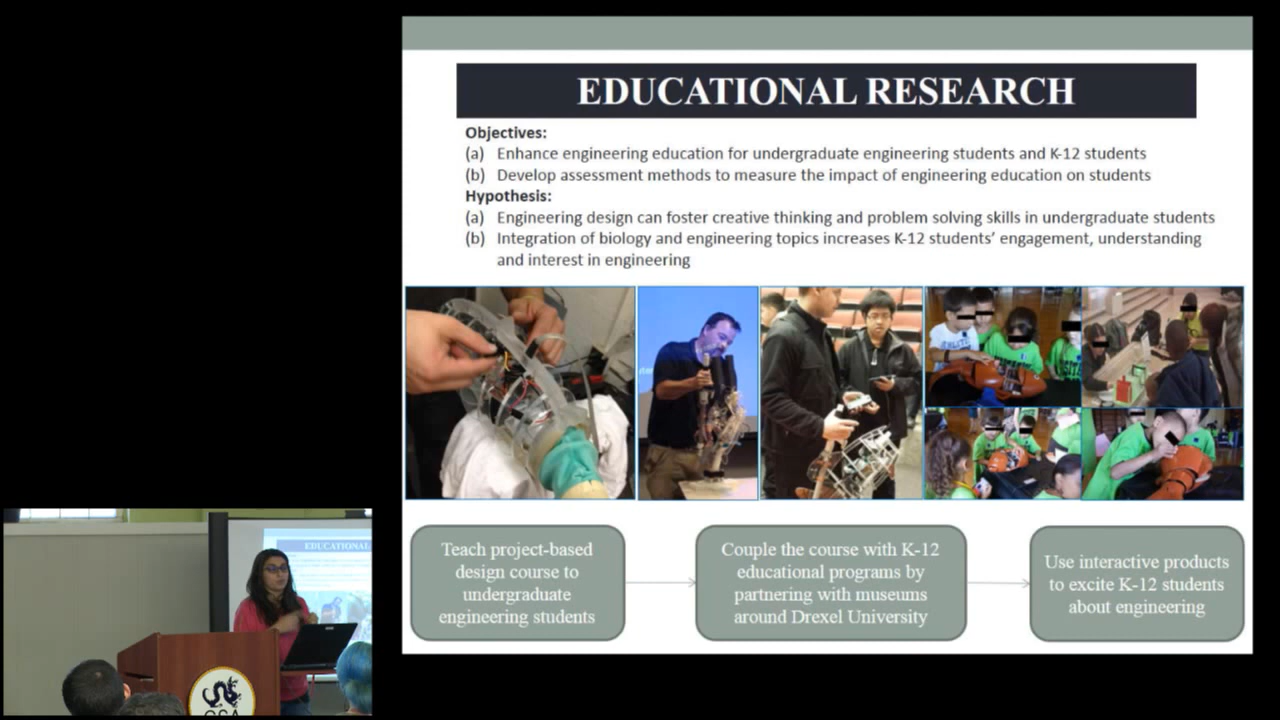 EDUCATIONAL RESEARCH
Objectives:
(a) Enhance engineering education for undergraduate engineering students and K-12 students
(b) Develop assessment methods to measure the impact of engineering education on students
Hypothesis:
(a) Engineering design can foster creative thinking and problem solving skills in undergraduate students
(b) Integration of biology and engineering topics increases K-12 students' engagement, understanding
and interest in engineering
Teach project-based
design course to
undergraduate
engineering students
Couple the course with K-12
educational programs by
partnering with museums
around Drexel University
Use interactive products
to excite K-12 students
about engineering
EDUCATIONAL
GSA